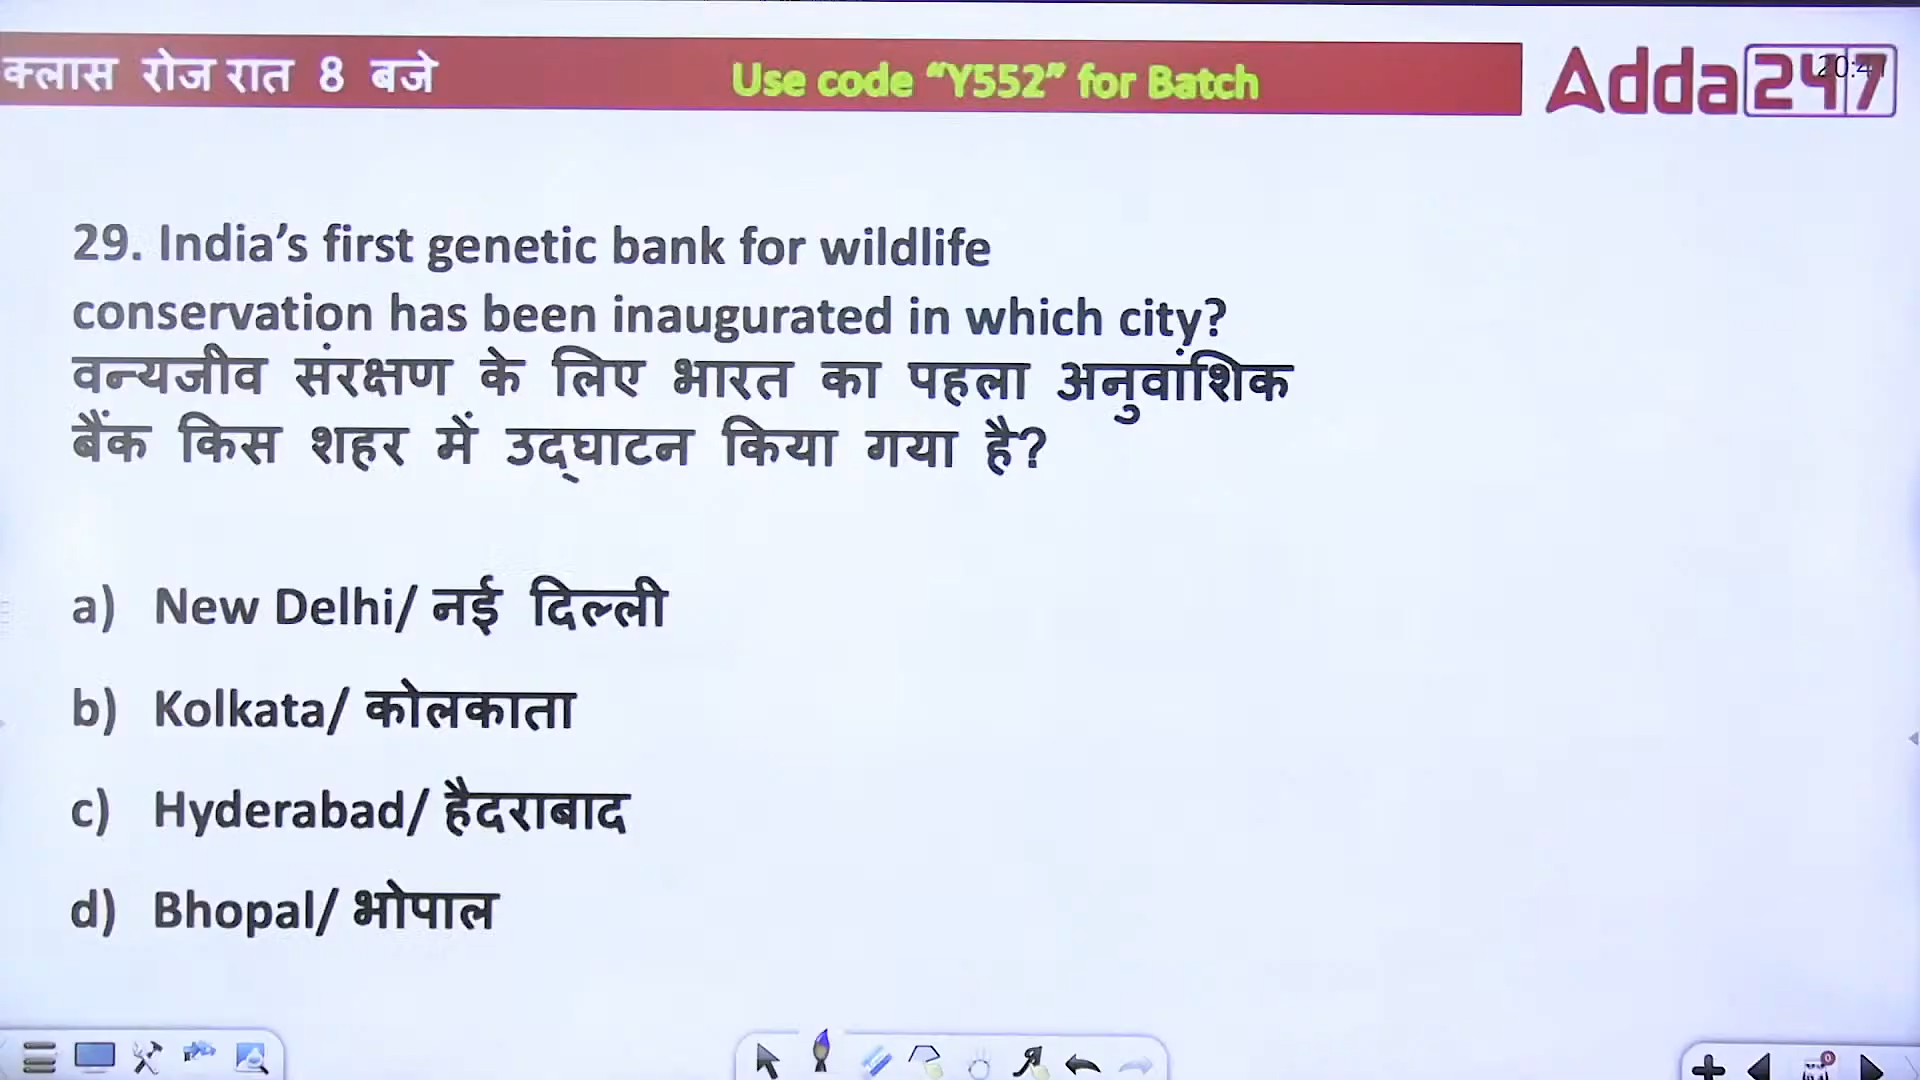 क्लास रोज रात 8 बजे
Use code “Y552” for Batch
Adda247
29. India’s first genetic bank for wildlife
conservation has been inaugurated in which city?
वन्यजीव संरक्षण के लिए भारत का पहला अनुवांशिक
बैंक किस शहर में उद्घाटन किया गया है?
a) New Delhi/ नई दिल्ली
b) Kolkata/ कोलकाता
c) Hyderabad/ हैदराबाद
d) Bhopal/ भोपाल